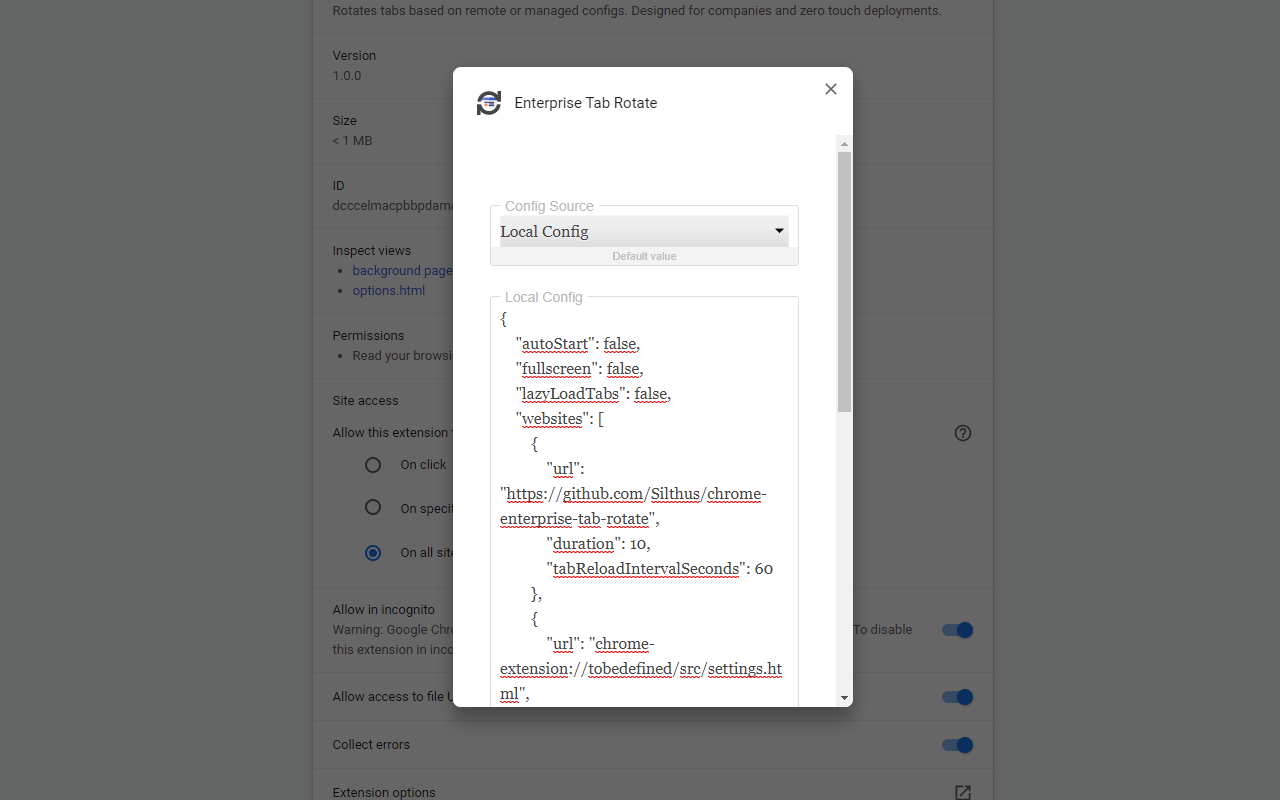 Rotates tabs based on remote or managed configs. Designed for companies and zero touch deployments.
Version
1.0.0
Size
< 1 MB
ID
dcccelmacpbbpdama
Inspect views
background page
options.html
Permissions
Read your browsi
Site access
Allow this extension
On click
On specif
On all site
Allow in incognito
Warning: Google Chro
To disable
this extension in inco
Allow access to file U
Collect errors
Extension options
Enterprise Tab Rotate
Config Source
Local Config
Default value
Local Config
{
"autoStart": false,
"fullscreen": false,
"lazyLoadTabs": false,
"websites": [
{
"url":
"https://github.com/Silthus/chrome-
enterprise-tab-rotate",
"duration": 10,
"tabReloadIntervalSeconds": 60
},
{
"url": "chrome-
extension://tobedefined/src/settings.ht
ml",